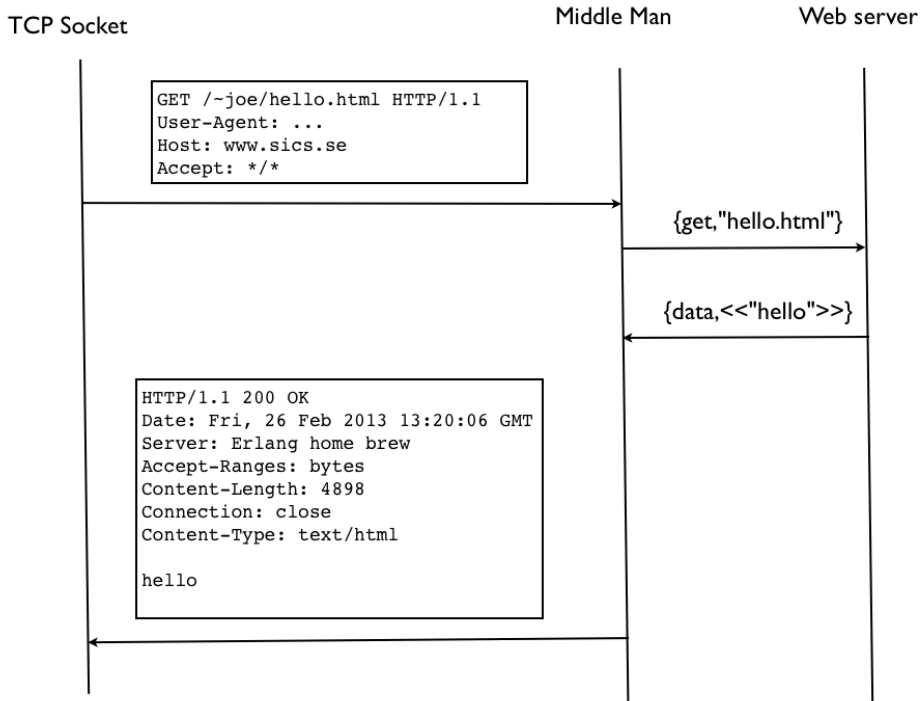 TCP Socket
Middle Man
Web server
GET /~joe/hello.html HTTP/1.1
User-Agent: ...
Host: www.sics.se
Accept: */*
{get,"hello.html"}
{data,<<"hello">>}
HTTP/1.1 200 OK
Date: Fri, 26 Feb 2013 13:20:06 GMT
Server: Erlang home brew
Accept-Ranges: bytes
Content-Length: 4898
Connection: close
Content-Type: text/html
hello